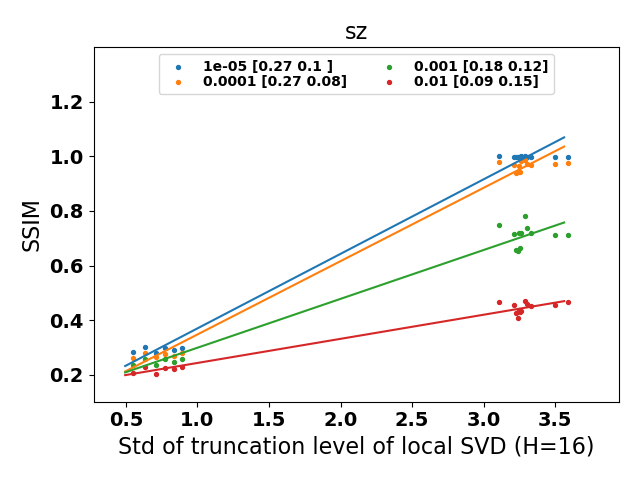 sz
1e-05 [0.27 0.1 ]
0.0001 [0.27 0.08]
0.001 [0.18 0.12]
0.01 [0.09 0.15]
SSIM
1.2
1.0
0.8
0.6
0.4
0.2
0.5 1.0 1.5 2.0 2.5 3.0 3.5
Std of truncation level of local SVD (H=16)